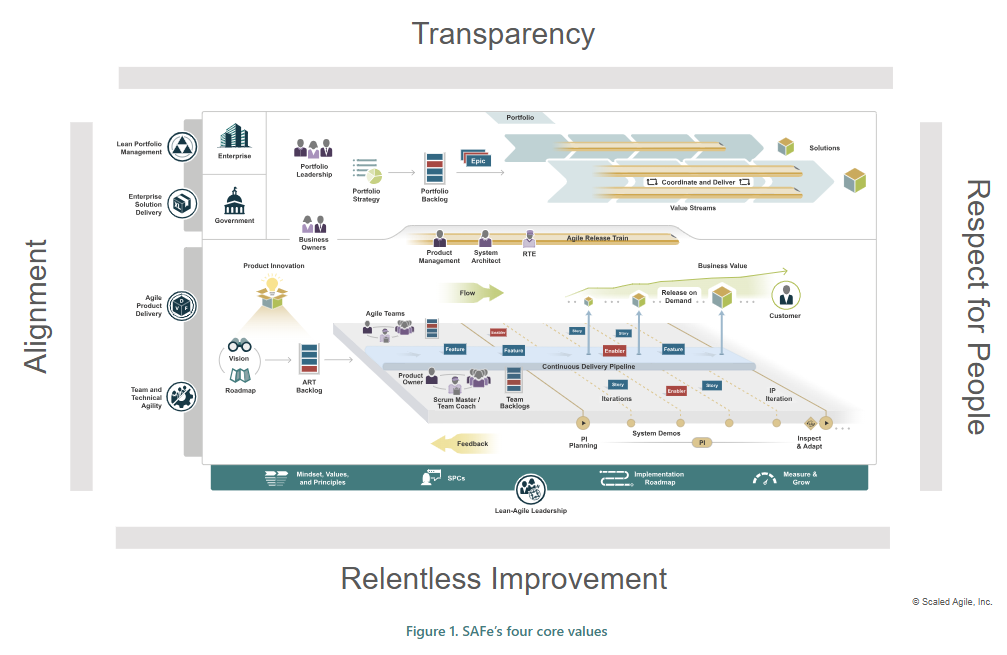 Transparency
Alignment
Respect for People
Portfolio
Lean Portfolio
Management
Enterprise
Portfolio
Leadership
Portfolio
Strategy
Portfolio
Backlog
Epic
Solutions
Coordinate and Deliver
Value Streams
Enterprise
Solution
Delivery
Government
Business
Owners
Agile Release Train
Product
Management
System
Architect
RTE
Product Innovation
Business Value
Flow
Release on
Demand
Customer
Agile
Product
Delivery
Agile Teams
Enabler
Story
Story
Feature
Feature
Enabler
Feature
Vision
Roadmap
ART
Backlog
Continuous Delivery Pipeline
Team and
Technical
Agility
Product
Owner
Scrum Master /
Team Coach
Team
Backlogs
Story
Iterations
Enabler
Story
IP
Iteration
Feedback
PI
Planning
System Demos
PI
Inspect
& Adapt
Mindset, Values,
and Principles
SPCs
Lean-Agile Leadership
Implementation
Roadmap
Measure &
Grow
Relentless Improvement
© Scaled Agile, Inc.
Figure 1. SAFe's four core values